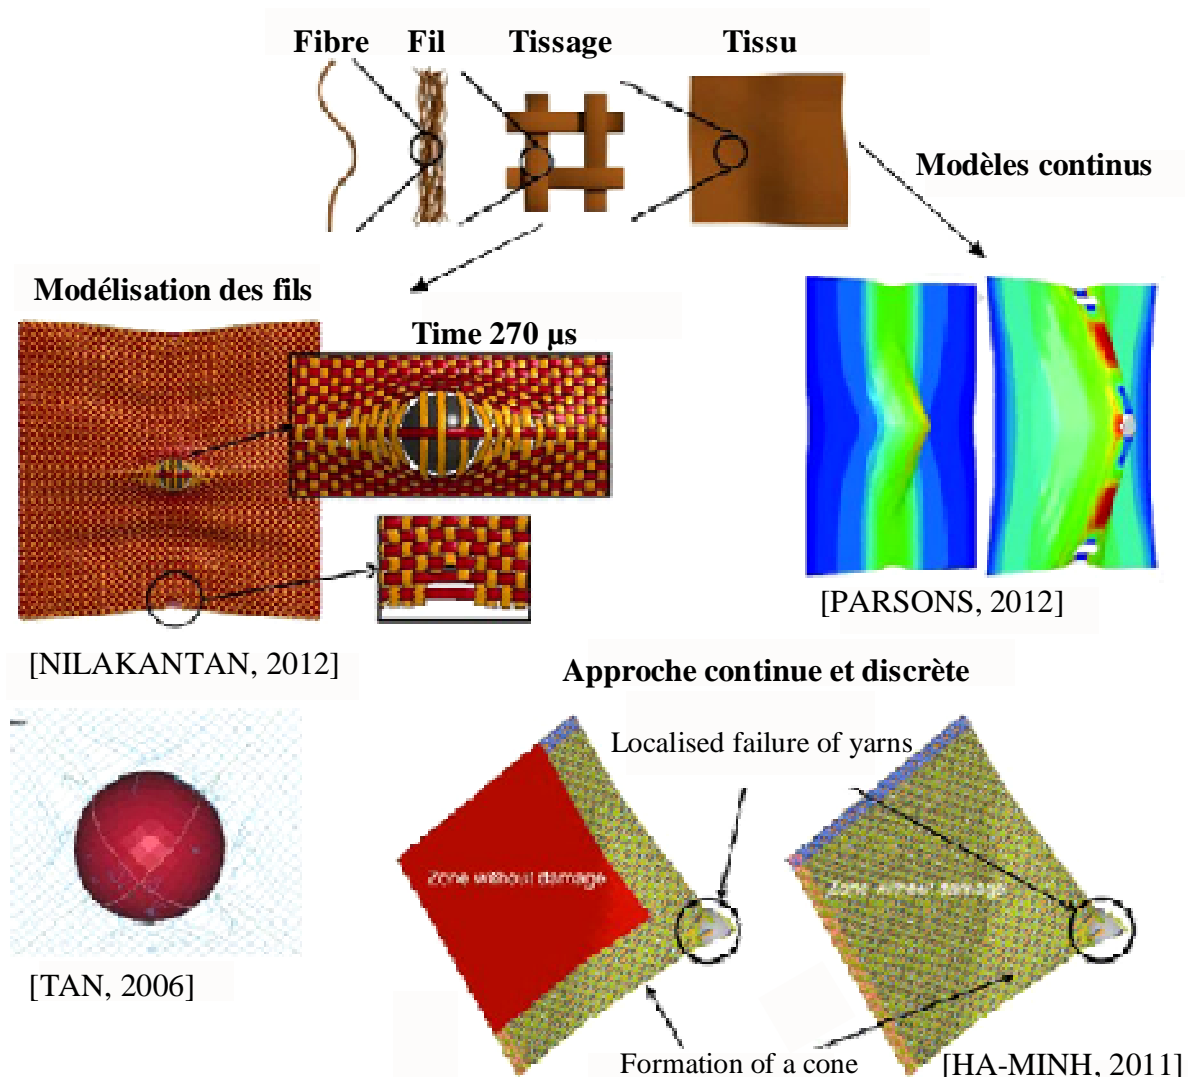 Fibre Fil Tissage Tissu
Modèles continus
Modélisation des fils
Time 270 µs
[PARSONS, 2012]
[NILAKANTAN, 2012]
Approche continue et discrète
Localised failure of yarns
Zone without damage
Zone without damage
[TAN, 2006]
Formation of a cone
[HA-MINH, 2011]